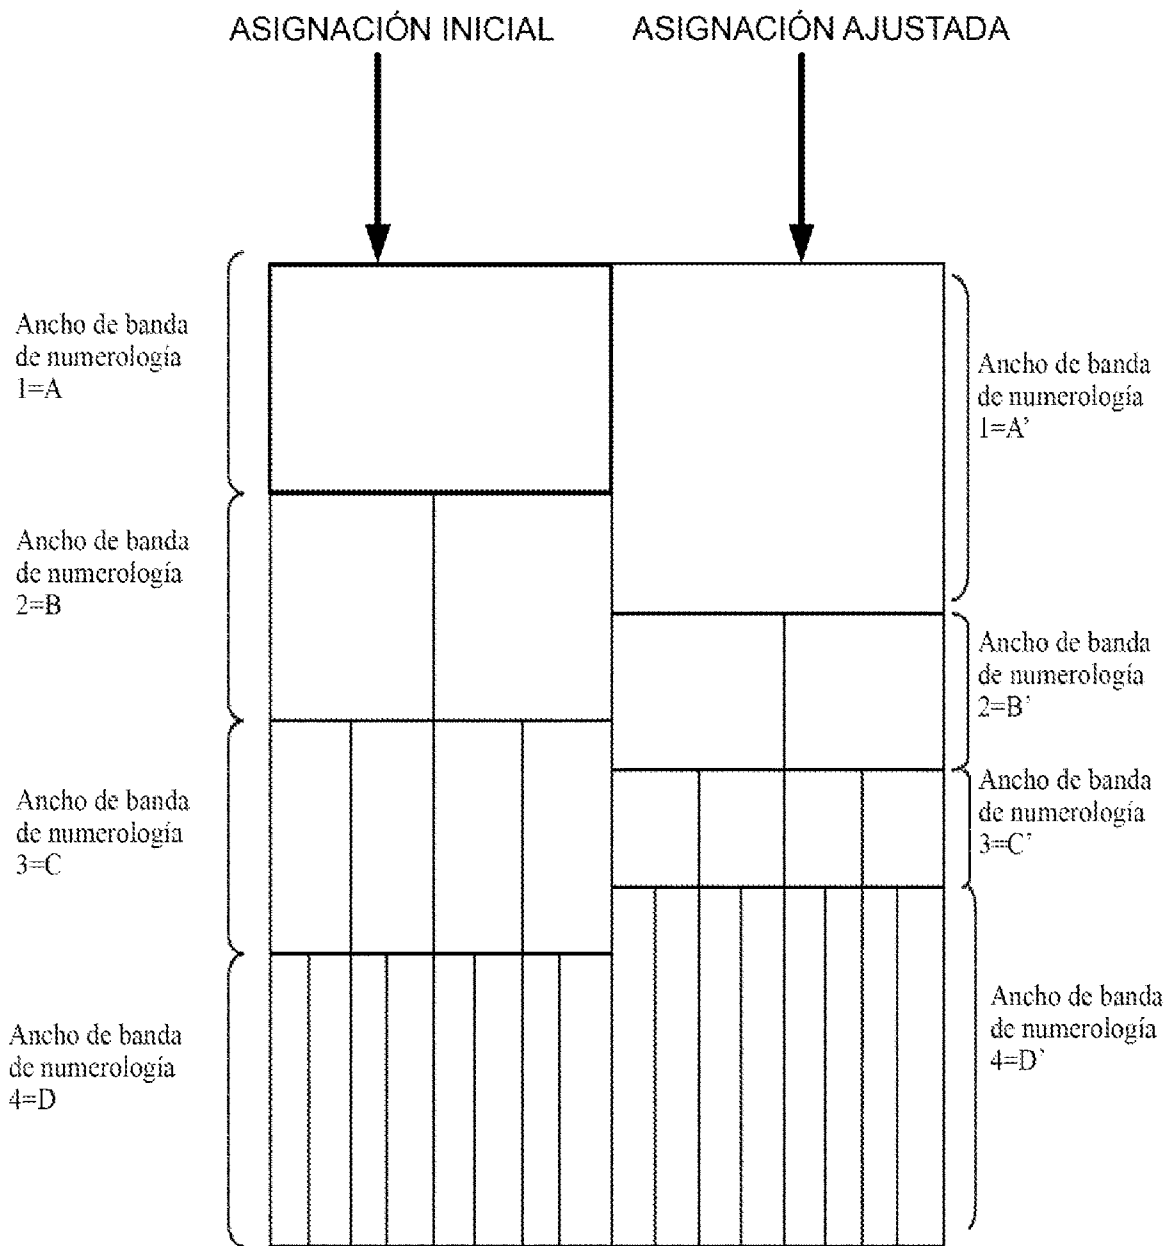 ASIGNACIÓN INICIAL
ASIGNACIÓN AJUSTADA
Ancho de banda
de numerología
1=A
Ancho de banda
de numerología
2=B
Ancho de banda
de numerología
3=C
Ancho de banda
de numerología
4=D
Ancho de banda
de numerología
1=A’
Ancho de banda
de numerología
2=B’
Ancho de banda
de numerología
3=C’
Ancho de banda
de numerología
4=D’